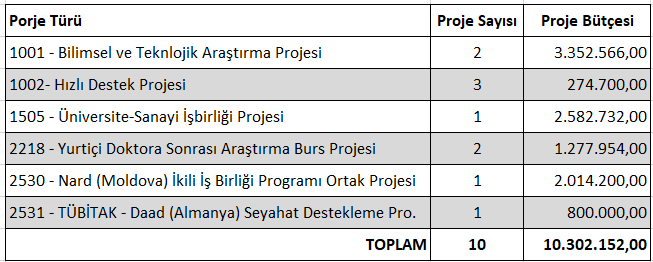 Porje Türü Proje Sayısı Proje Bütçesi
1001 - Bilimsel ve Teknlojik Araştırma Projesi 2 3.352.566,00
1002- Hızlı Destek Projesi 3 274.700,00
1505 - Üniversite-Sanayi İşbirliği Projesi 1 2.582.732,00
2218 - Yurtiçi Doktora Sonrası Araştırma Burs Projesi 2 1.277.954,00
2530 - Nard (Moldova) İkili İş Birliği Programı Ortak Projesi 1 2.014.200,00
2531 - TÜBİTAK - Daad (Almanya) Seyahat Destekleme Pro. 1 800.000,00
TOPLAM 10 10.302.152,00